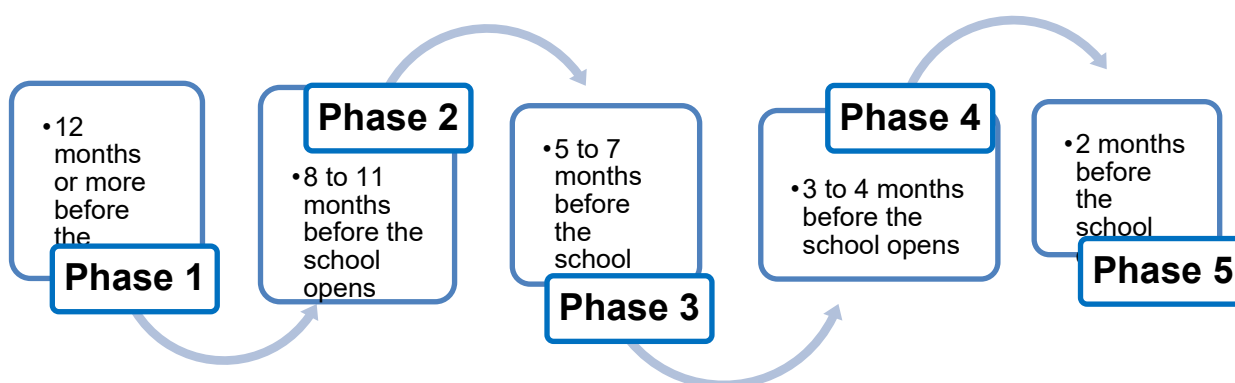 •12
months
or more
before
the
Phase 1
Phase 2
•8 to 11
months
before the
school
opens
•5 to 7
months
before
the
school
Phase 3
Phase 4
•3 to 4 months
before the
school opens
•2 months
before
the
school
Phase 5